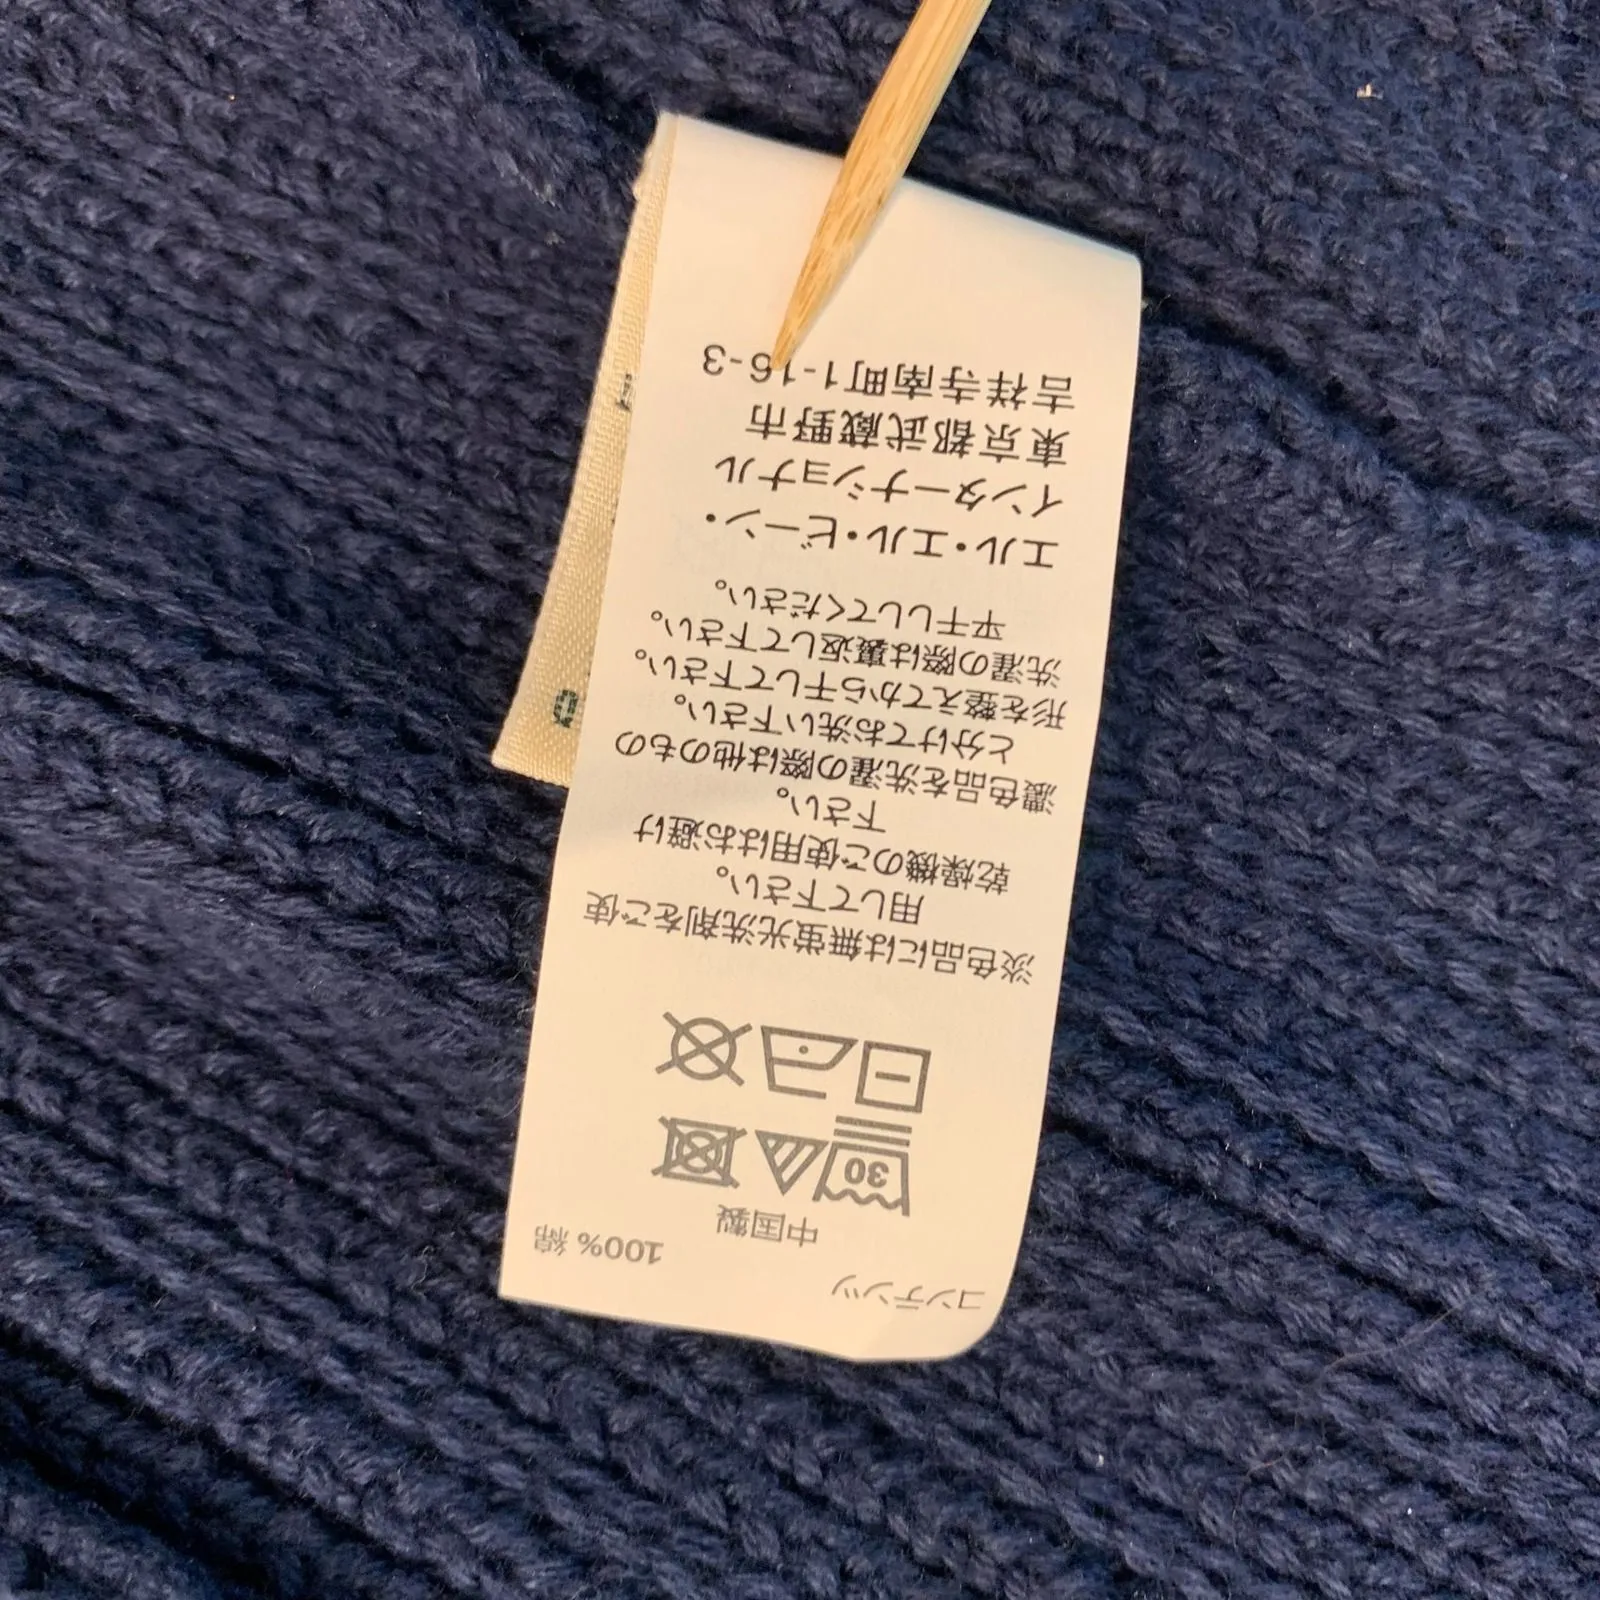 コンテンツ
100% 綿
中国製
30
淡色品には無蛍光洗剤をご使
用して下さい。
乾燥機のご使用はお避け
下さい。
濃色品を洗濯の際は他のもの
と分けてお洗い下さい。
形を整えてから干して下さい。
洗濯の際は裏返して下さい。
平干ししてください。
エル・エル・ビーン・
インターナショナル
東京都武蔵野市
吉祥寺南町1-16-3